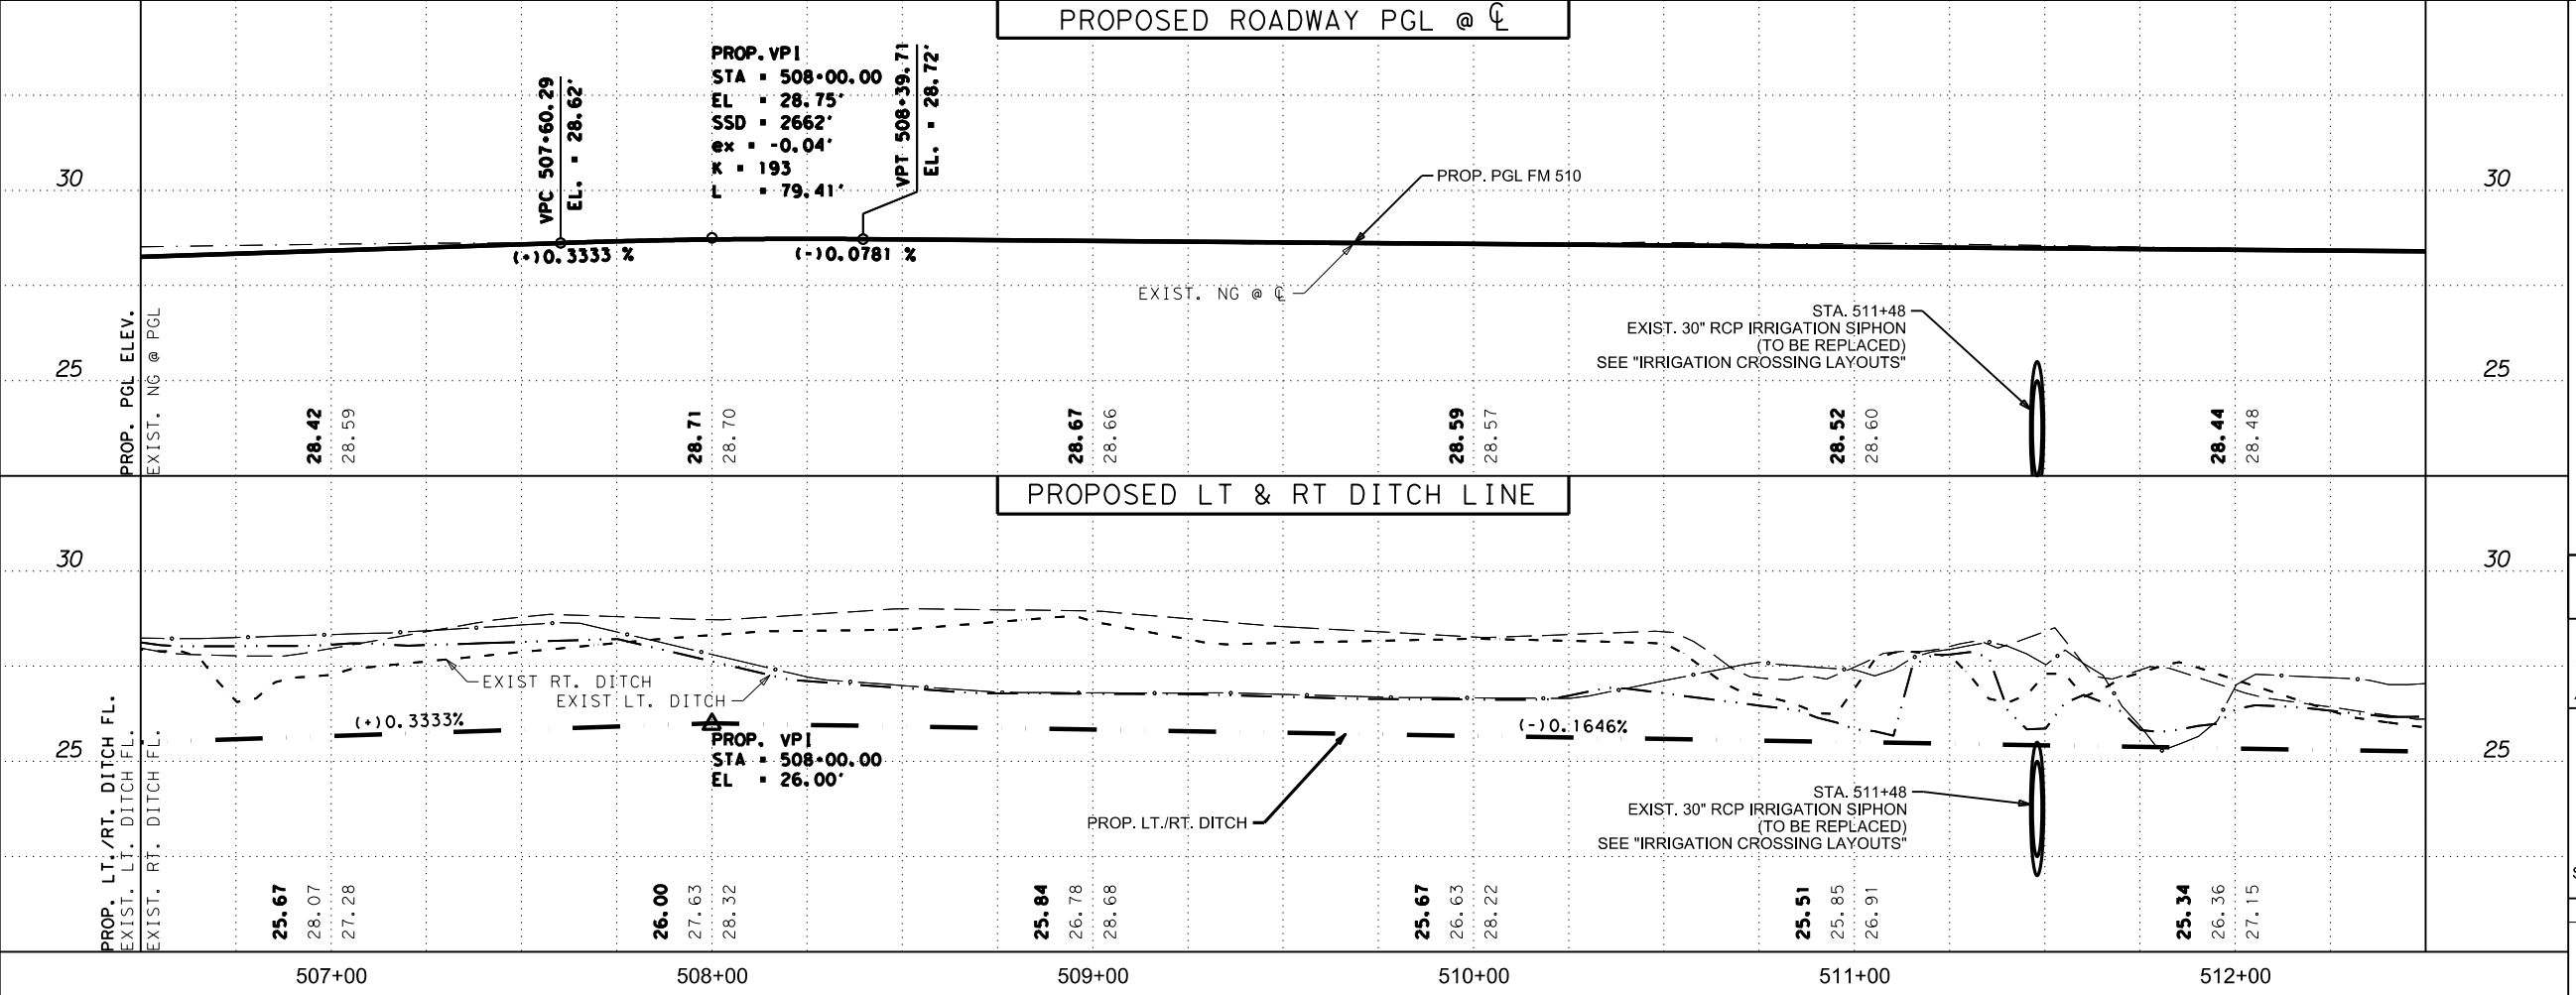 PROPOSED ROADWAY PGL @ ℄
VPC 507+60.29
EL. = 28.62'
PROP. VPI
STA = 508+00.00
EL = 28.75'
SSD = 2662'
ex = -0.04'
K = 193
L = 79.41'
VPT 508+39.71
EL. = 28.72'
30
30
PROP. PGL FM 510
(+)0.3333 %
(-)0.0781 %
EXIST. NG @ ℄
STA. 511+48
EXIST. 30" RCP IRRIGATION SIPHON
(TO BE REPLACED)
SEE "IRRIGATION CROSSING LAYOUTS"
25
25
PROP. PGL ELEV.
EXIST. NG @ PGL
28.42
28.59
28.71
28.70
28.67
28.66
28.59
28.57
28.52
28.60
28.44
28.48
PROPOSED LT & RT DITCH LINE
30
30
EXIST RT. DITCH
EXIST LT. DITCH
(+)0.3333%
(-)0.1646%
PROP. VPI
STA = 508+00.00
EL = 26.00'
25
25
PROP. LT./RT. DITCH
STA. 511+48
EXIST. 30" RCP IRRIGATION SIPHON
(TO BE REPLACED)
SEE "IRRIGATION CROSSING LAYOUTS"
PROP. LT./RT. DITCH FL.
EXIST. LT. DITCH FL.
EXIST. RT. DITCH FL.
25.67
28.07
27.28
26.00
27.63
28.32
25.84
26.78
28.68
25.67
26.63
28.22
25.51
25.85
26.91
25.34
26.36
27.15
507+00
508+00
509+00
510+00
511+00
512+00